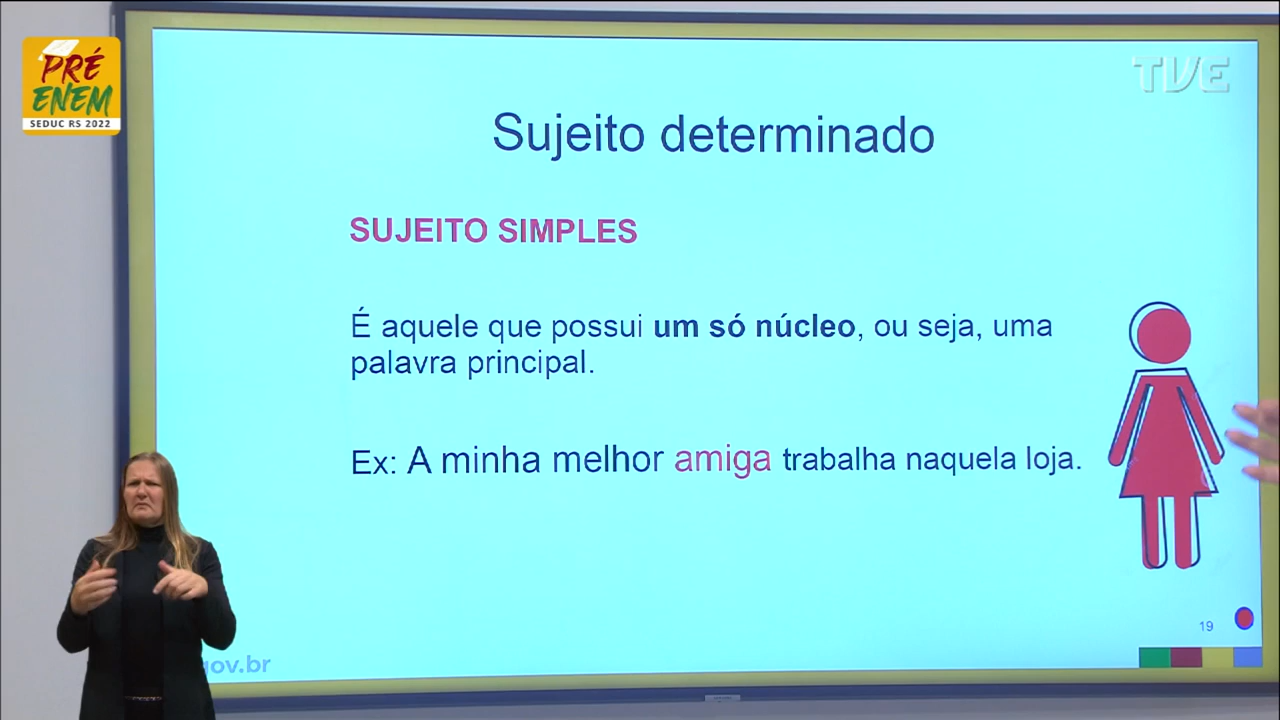 PRÉ
ENEM
SEDUC RS 2022
TVE
Sujeito determinado
SUJEITO SIMPLES
É aquele que possui um só núcleo, ou seja, uma
palavra principal.
Ex: A minha melhor amiga trabalha naquela loja.
19
gov.br